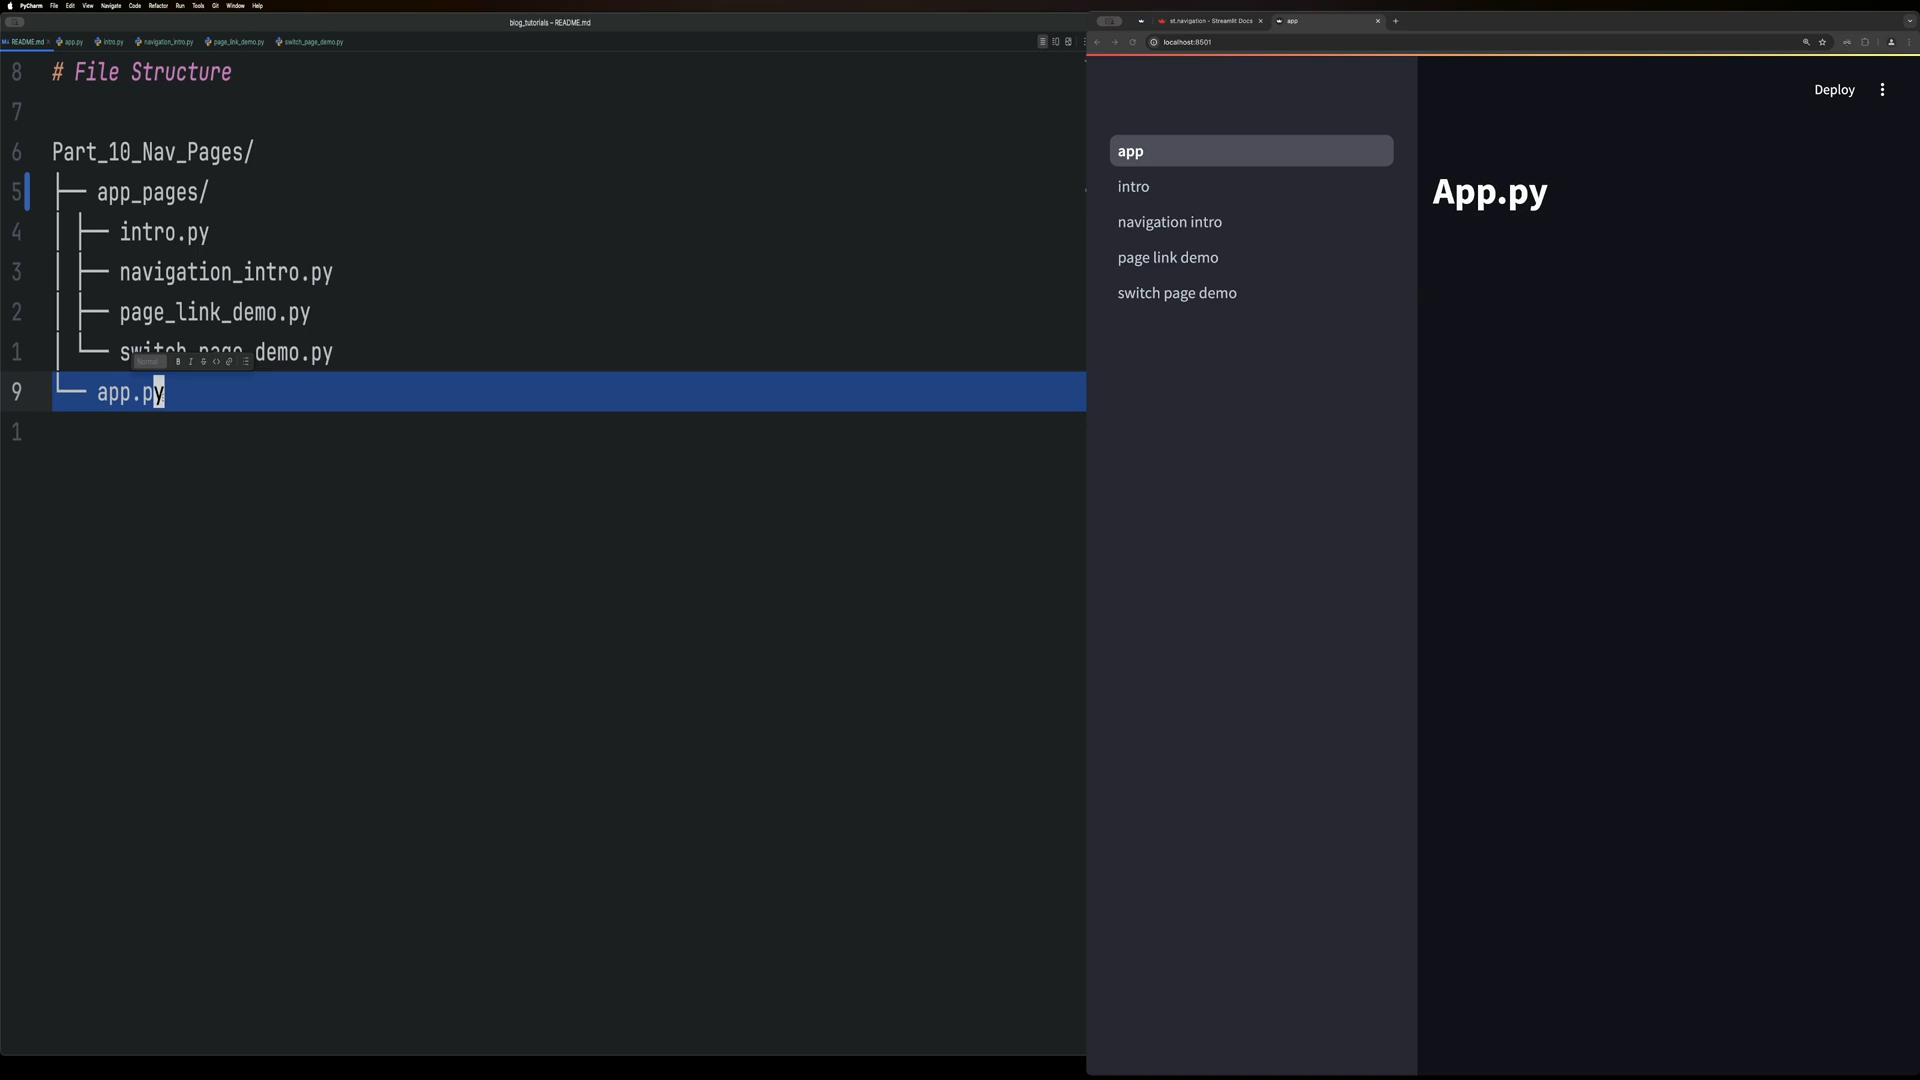 PyCharm File Edit View Navigate Code Refactor Run Tools Git Window Help
blog_tutorials – README.md
README.md app.py intro.py navigation_intro.py page_link_demo.py switch_page_demo.py
8 # File Structure
7
6 Part_10_Nav_Pages/
5 ├── app_pages/
4 │ ├── intro.py
3 │ ├── navigation_intro.py
2 │ ├── page_link_demo.py
1 │ └── switch_page_demo.py
Normal B I S <>
9 └── app.py
1
st.navigation - Streamlit Docs app
localhost:8501
Deploy
app
intro
navigation intro
page link demo
switch page demo
App.py